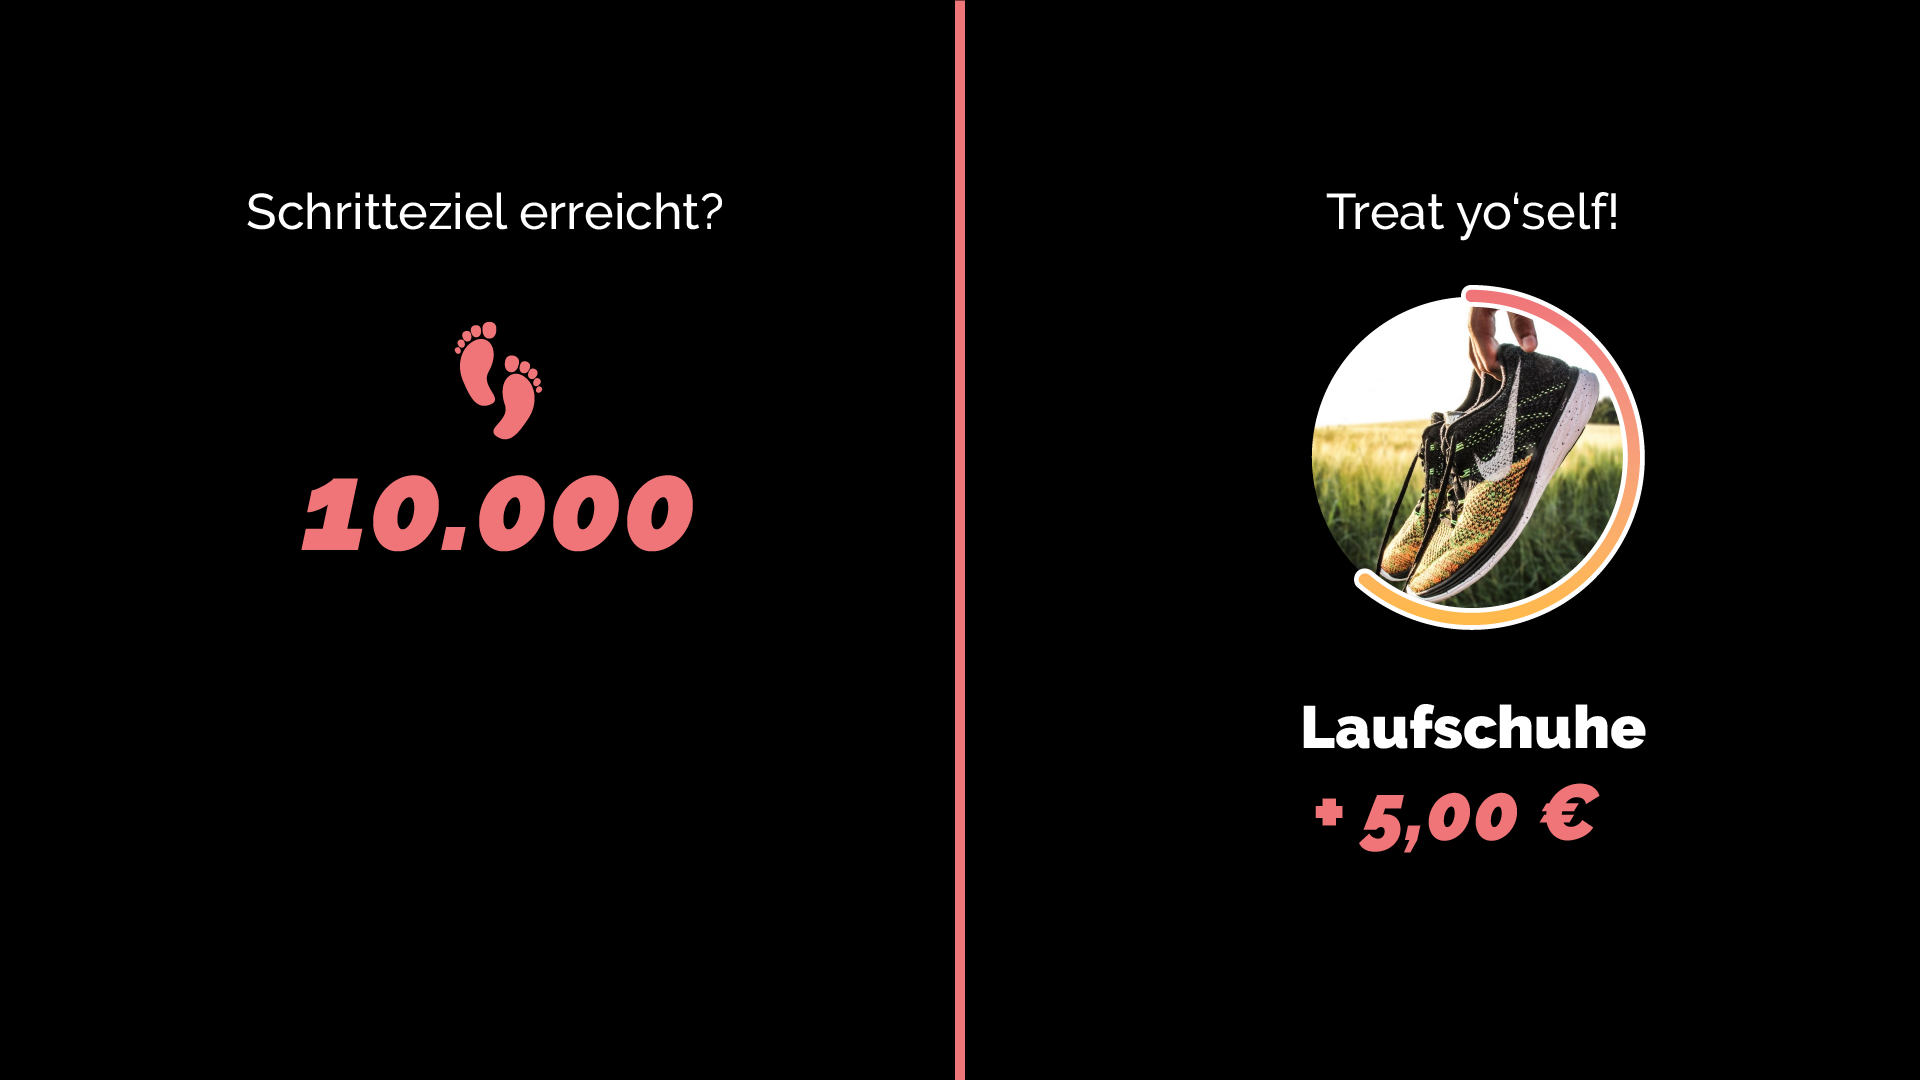 Schritteziel erreicht?
10.000
Treat yo‘self!
Laufschuhe
+ 5,00 €